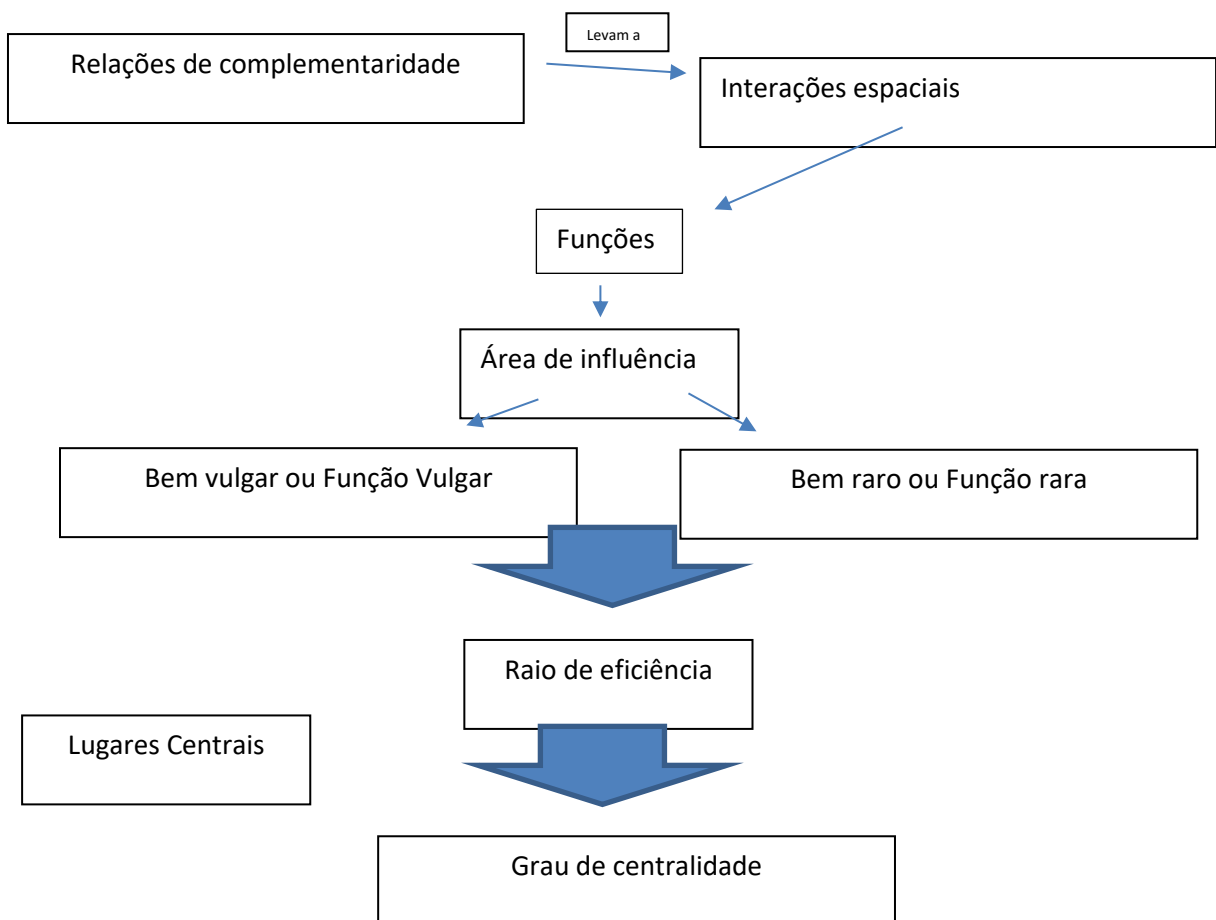 Levam a
Relações de complementaridade
Interações espaciais
Funções
Área de influência
Bem vulgar ou Função Vulgar
Bem raro ou Função rara
Raio de eficiência
Lugares Centrais
Grau de centralidade